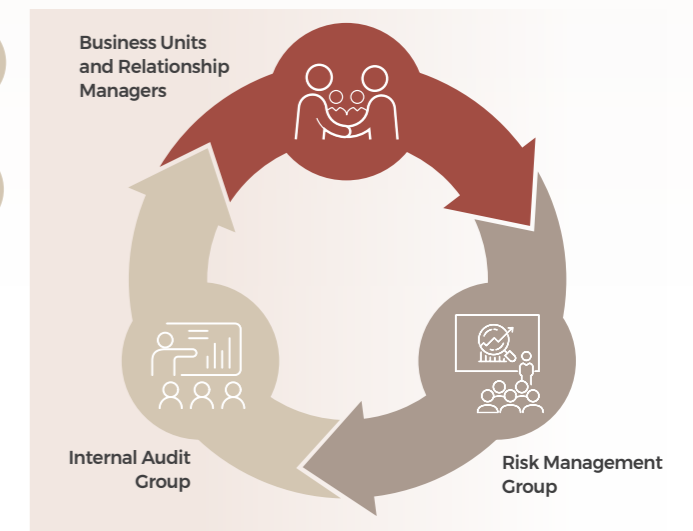 Business Units
and Relationship
Managers
Internal Audit
Group
Risk Management
Group